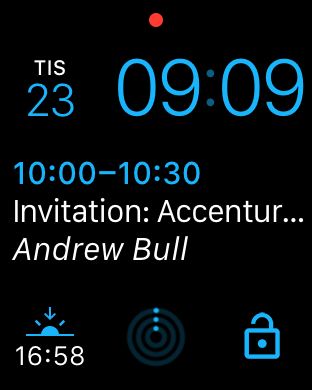 TIS
23
09:09
10:00–10:30
Invitation: Accentur...
Andrew Bull
16:58